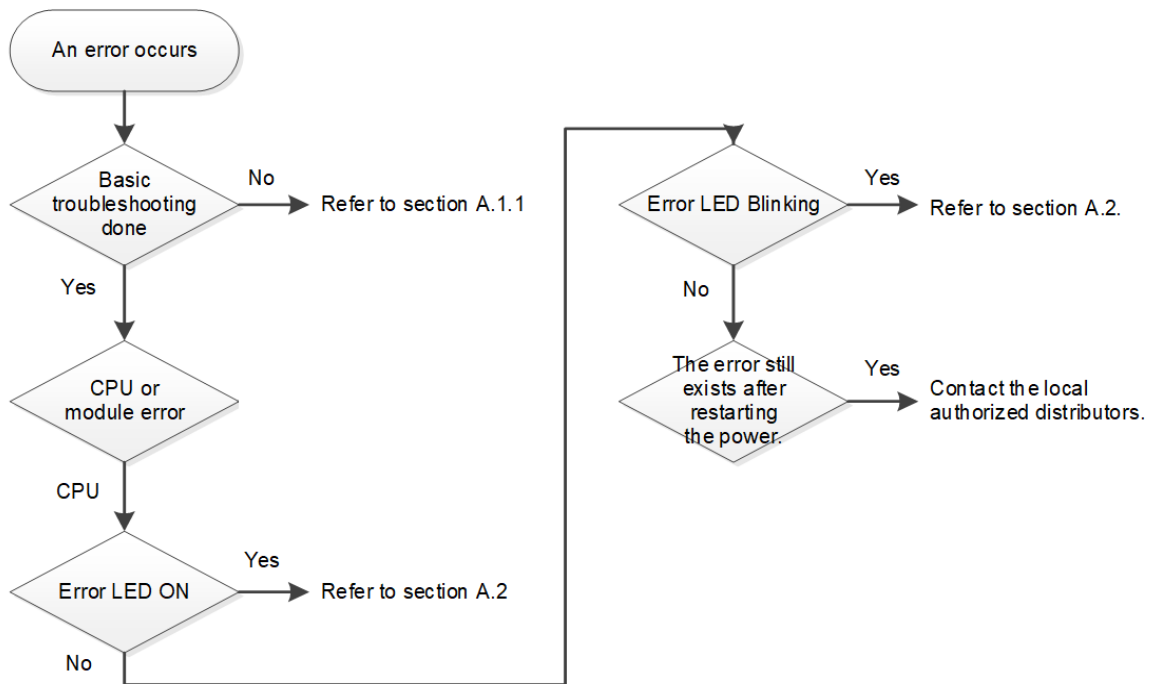 An error occurs
Basic
troubleshooting
done
No
Refer to section A.1.1
Yes
CPU or
module error
CPU
Error LED ON
Yes
Refer to section A.2
No
Error LED Blinking
Yes
Refer to section A.2.
No
The error still
exists after
restarting
the power.
Yes
Contact the local
authorized distributors.